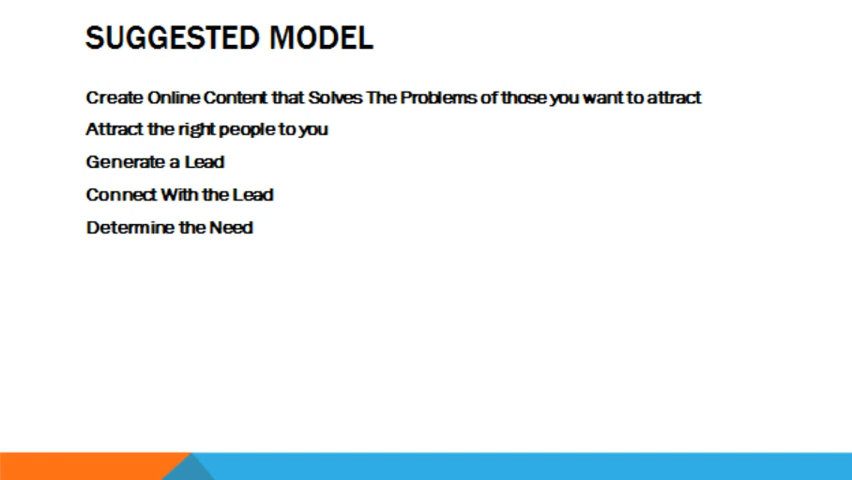 SUGGESTED MODEL
Create Online Content that Solves The Problems of those you want to attract
Attract the right people to you
Generate a Lead
Connect With the Lead
Determine the Need